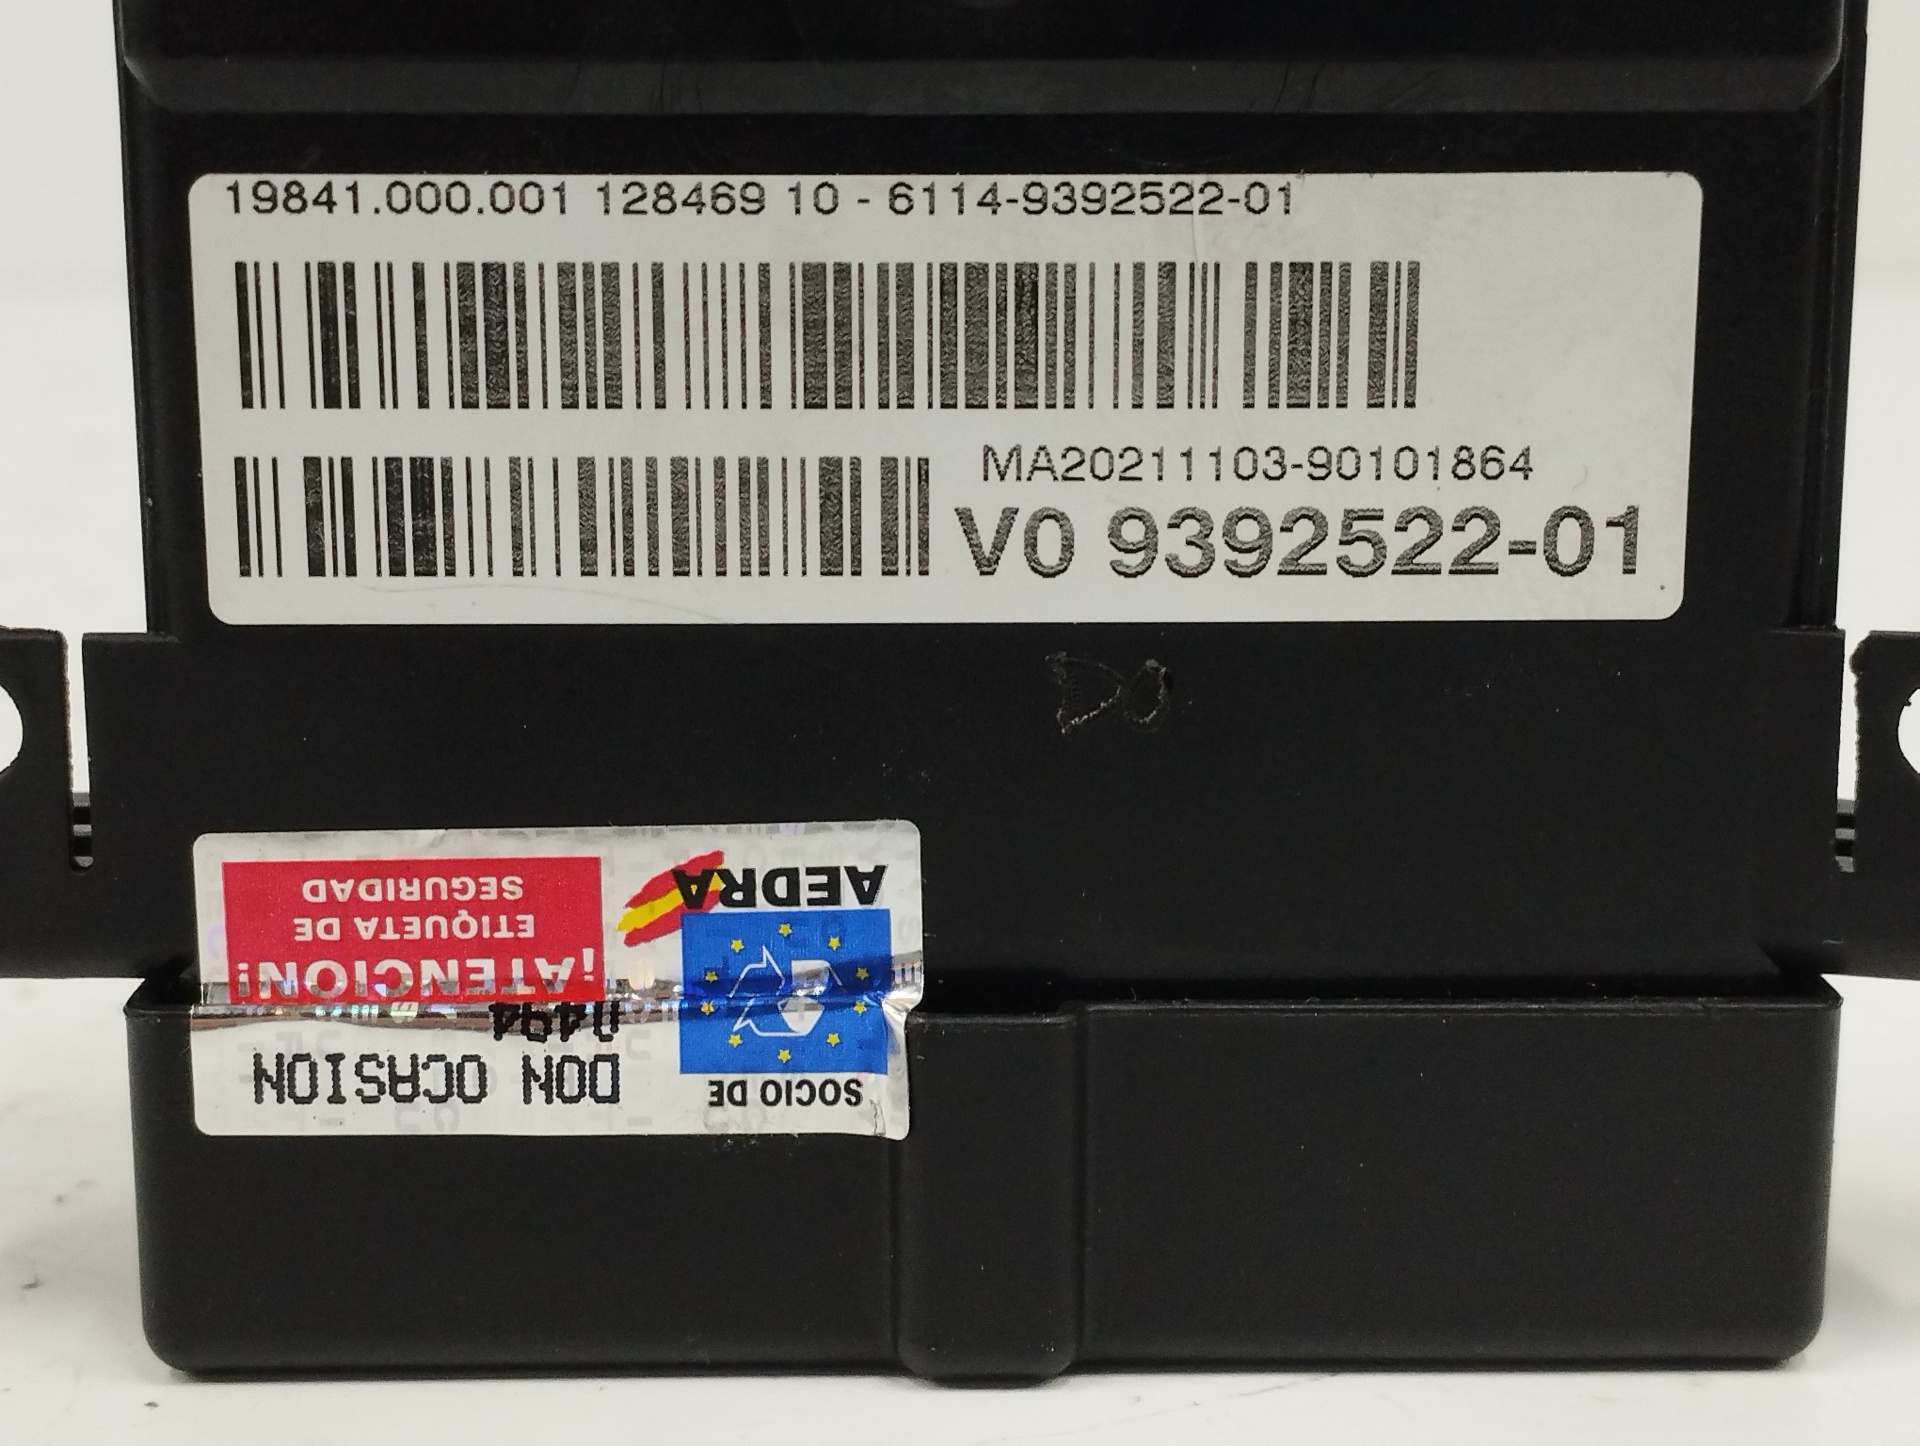 19841.000.001 128469 10 - 6114-9392522-01
MA20211103-90101864
V0 9392522-01
SOCIO DE
AEDRA
DON OCASION
0494
¡ATENCION!
ETIQUETA DE
SEGURIDAD